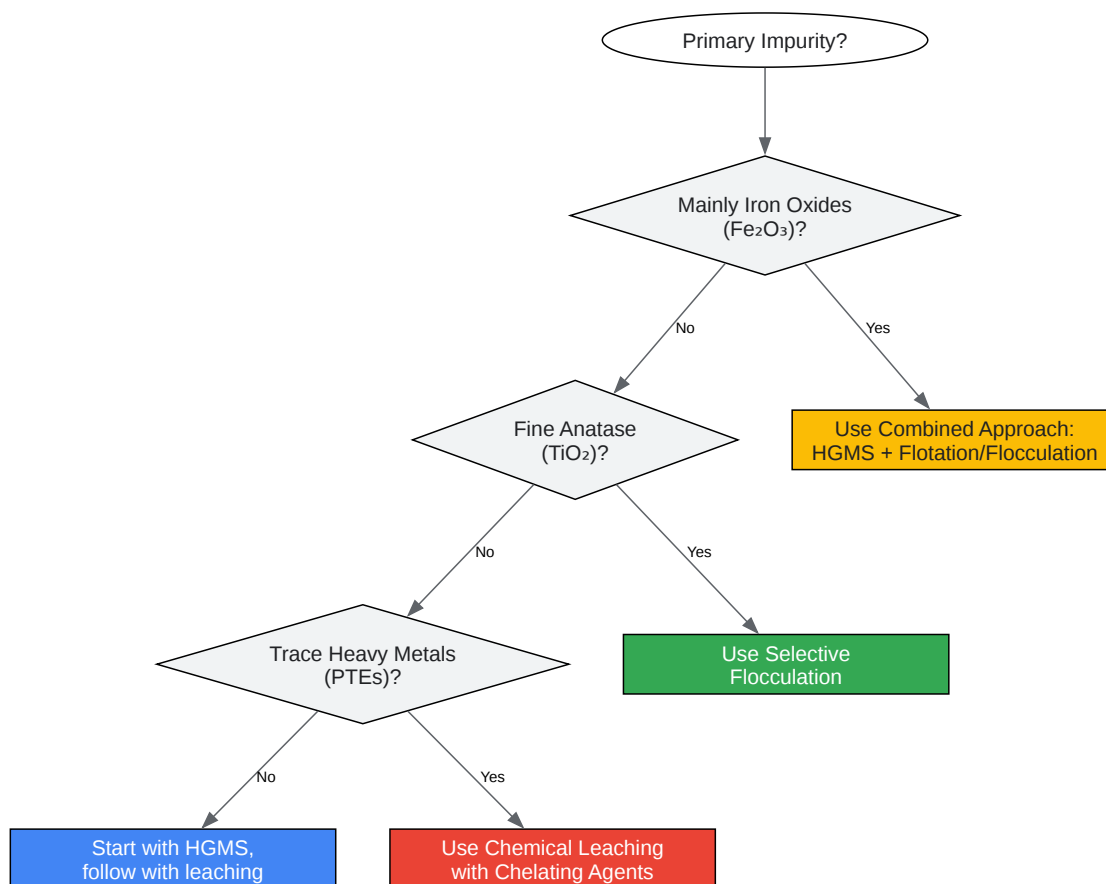 Primary Impurity?
Mainly Iron Oxides
(Fe₂O₃)?
No
Yes
Fine Anatase
(TiO₂)?
Use Combined Approach:
HGMS + Flotation/Flocculation
No
Yes
Trace Heavy Metals
(PTEs)?
Use Selective
Flocculation
No
Yes
Start with HGMS,
follow with leaching
Use Chemical Leaching
with Chelating Agents